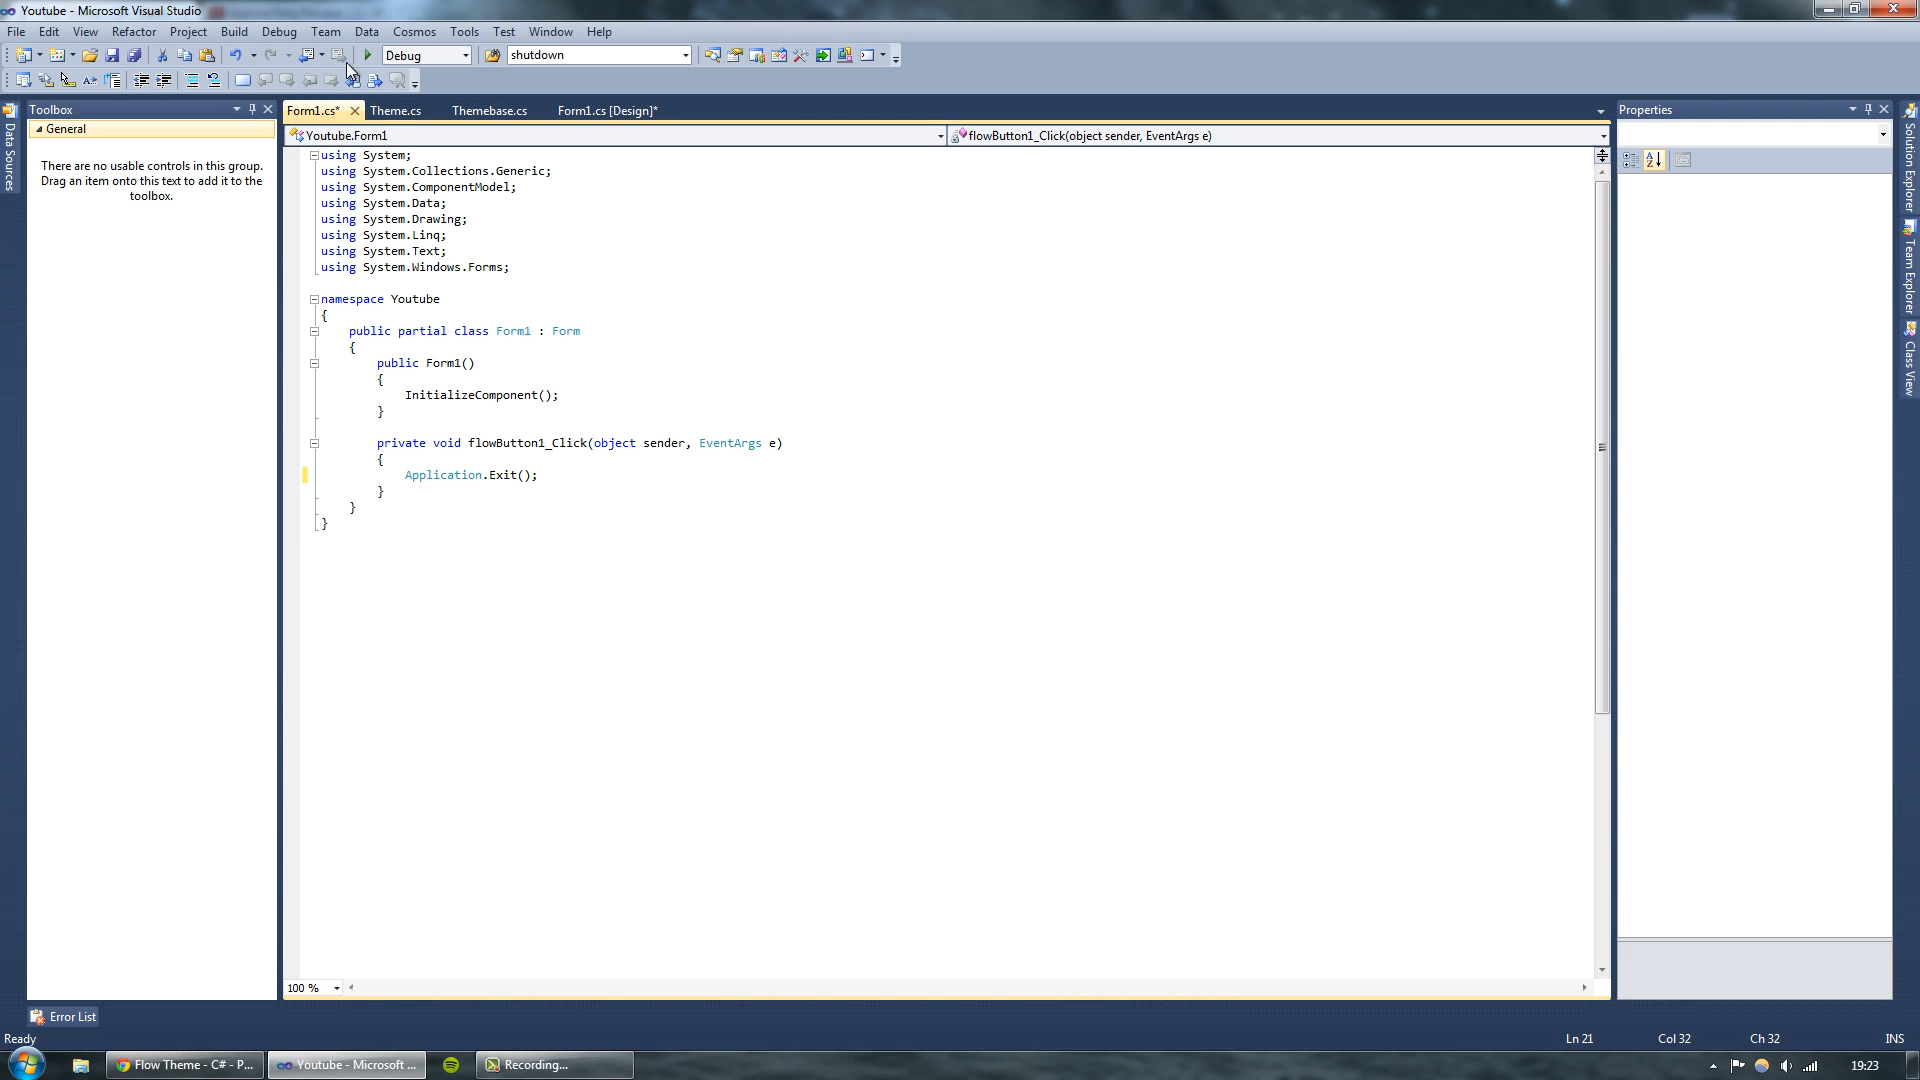 Youtube - Microsoft Visual Studio
File Edit View Refactor Project Build Debug Team Data Cosmos Tools Test Window Help
Debug shutdown
Toolbox
General
There are no usable controls in this group.
Drag an item onto this text to add it to the
toolbox.
Data Sources
Form1.cs* Theme.cs Themebase.cs Form1.cs [Design]*
Youtube.Form1 flowButton1_Click(object sender, EventArgs e)
using System;
using System.Collections.Generic;
using System.ComponentModel;
using System.Data;
using System.Drawing;
using System.Linq;
using System.Text;
using System.Windows.Forms;
namespace Youtube
{
public partial class Form1 : Form
{
public Form1()
{
InitializeComponent();
}
private void flowButton1_Click(object sender, EventArgs e)
{
Application.Exit();
}
}
}
100 %
Properties
Solution Explorer
Team Explorer
Class View
Error List
Ready Ln 21 Col 32 Ch 32 INS
Flow Theme - C# - P... Youtube - Microsoft ... Recording... 19:23